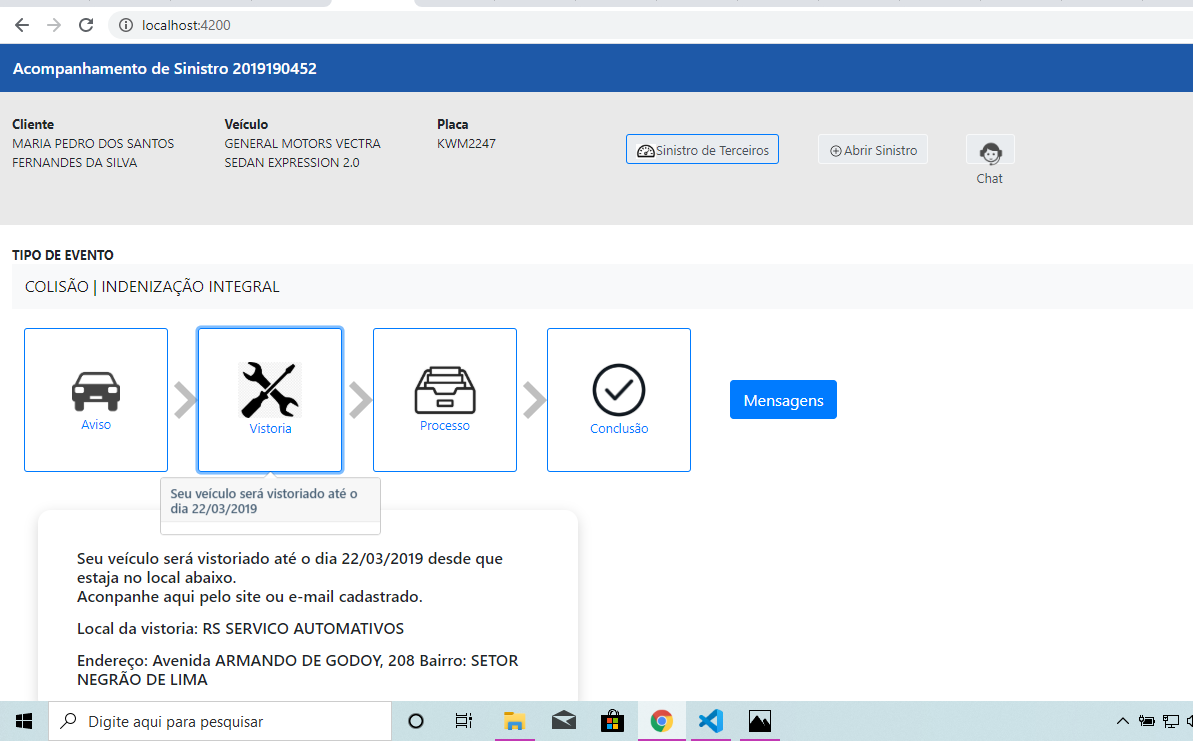 localhost:4200
Acompanhamento de Sinistro 2019190452
Cliente
MARIA PEDRO DOS SANTOS
FERNANDES DA SILVA
Veículo
GENERAL MOTORS VECTRA
SEDAN EXPRESSION 2.0
Placa
KWM2247
Sinistro de Terceiros
Abrir Sinistro
Chat
TIPO DE EVENTO
COLISÃO | INDENIZAÇÃO INTEGRAL
Aviso
Vistoria
Processo
Conclusão
Mensagens
Seu veículo será vistoriado até o
dia 22/03/2019
Seu veículo será vistoriado até o dia 22/03/2019 desde que
estaja no local abaixo.
Aconpanhe aqui pelo site ou e-mail cadastrado.
Local da vistoria: RS SERVICO AUTOMATIVOS
Endereço: Avenida ARMANDO DE GODOY, 208 Bairro: SETOR
NEGRÃO DE LIMA
Digite aqui para pesquisar